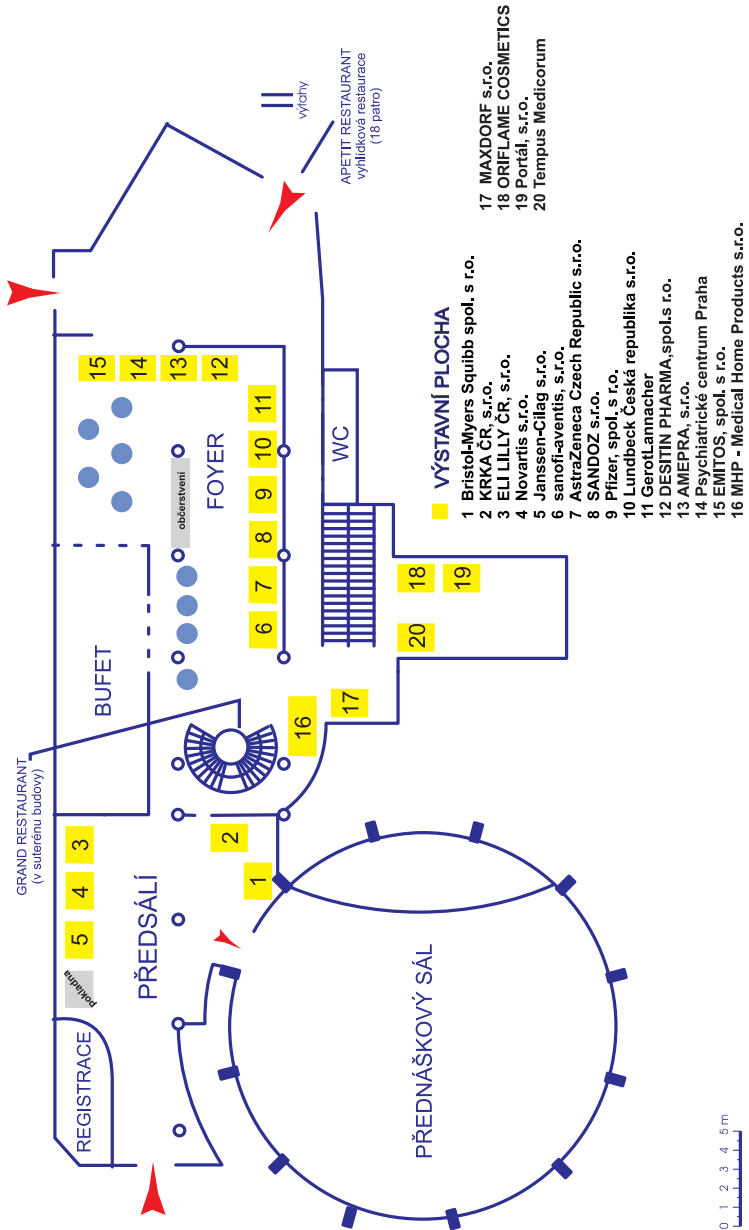 GRAND RESTAURANT
(v suterénu budovy)
REGISTRACE
pokladna
5
4
3
BUFET
15
14
13
12
občerstvení
PŘEDSÁLÍ
FOYER
1
2
6
7
8
9
10
11
16
17
WC
18
19
20
výtahy
APETIT RESTAURANT
vyhlídková restaurace
(18 patro)
PŘEDNÁŠKOVÝ SÁL
VÝSTAVNÍ PLOCHA
1 Bristol-Myers Squibb spol. s r.o.
2 KRKA ČR, s.r.o.
3 ELI LILLY ČR, s.r.o.
4 Novartis s.r.o.
5 Janssen-Cilag s.r.o.
6 sanofi-aventis, s.r.o.
7 AstraZeneca Czech Republic s.r.o.
8 SANDOZ s.r.o.
9 Pfizer, spol. s r.o.
10 Lundbeck Česká republika s.r.o.
11 GerotLannacher
12 DESITIN PHARMA,spol.s r.o.
13 AMEPRA, s.r.o.
14 Psychiatrické centrum Praha
15 EMITOS, spol. s r.o.
16 MHP - Medical Home Products s.r.o.
17 MAXDORF s.r.o.
18 ORIFLAME COSMETICS
19 Portál, s.r.o.
20 Tempus Medicorum
0 1 2 3 4 5 m